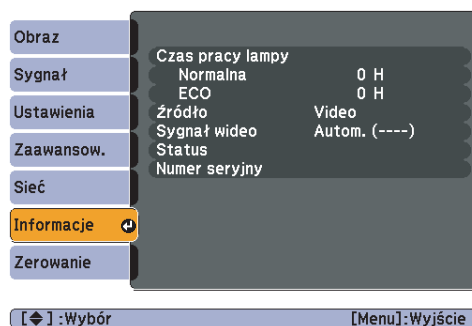 Obraz
Sygnał
Ustawienia
Zaawansow.
Sieć
Informacje
Zerowanie
Czas pracy lampy
Normalna 0 H
ECO 0 H
Źródło Video
Sygnał wideo Autom. (----)
Status
Numer seryjny
[◆] :Wybór [Menu]:Wyjście